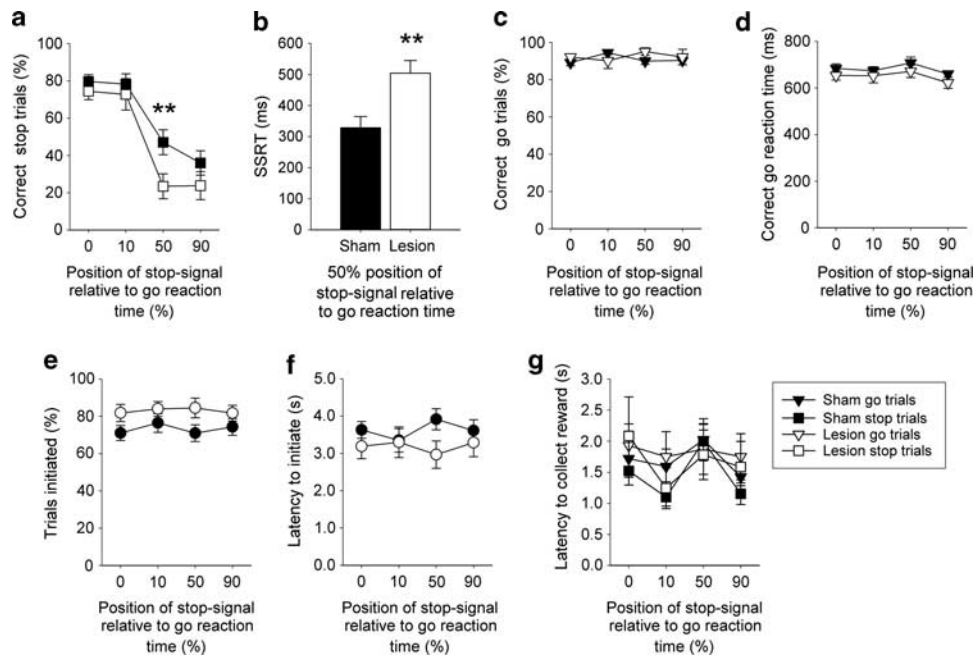 a
Correct stop trials (%)
100
80
60
40
20
0
**
0 10 50 90
Position of stop-signal
relative to go reaction
time (%)
b
SSRT (ms)
600
500
400
300
200
100
0
**
Sham Lesion
50% position of
stop-signal relative
to go reaction time
c
Correct go trials (%)
100
80
60
40
20
0
0 10 50 90
Position of stop-signal
relative to go reaction
time (%)
d
Correct go reaction time (ms)
800
600
400
200
0
0 10 50 90
Position of stop-signal
relative to go reaction
time (%)
e
Trials initiated (%)
100
80
60
40
20
0
0 10 50 90
Position of stop-signal
relative to go reaction
time (%)
f
Latency to initiate (s)
5.0
4.0
3.0
2.0
1.0
0
0 10 50 90
Position of stop-signal
relative to go reaction
time (%)
g
Latency to collect reward (s)
3.0
2.5
2.0
1.5
1.0
0.5
0
0 10 50 90
Position of stop-signal
relative to go reaction
time (%)
Sham go trials
Sham stop trials
Lesion go trials
Lesion stop trials